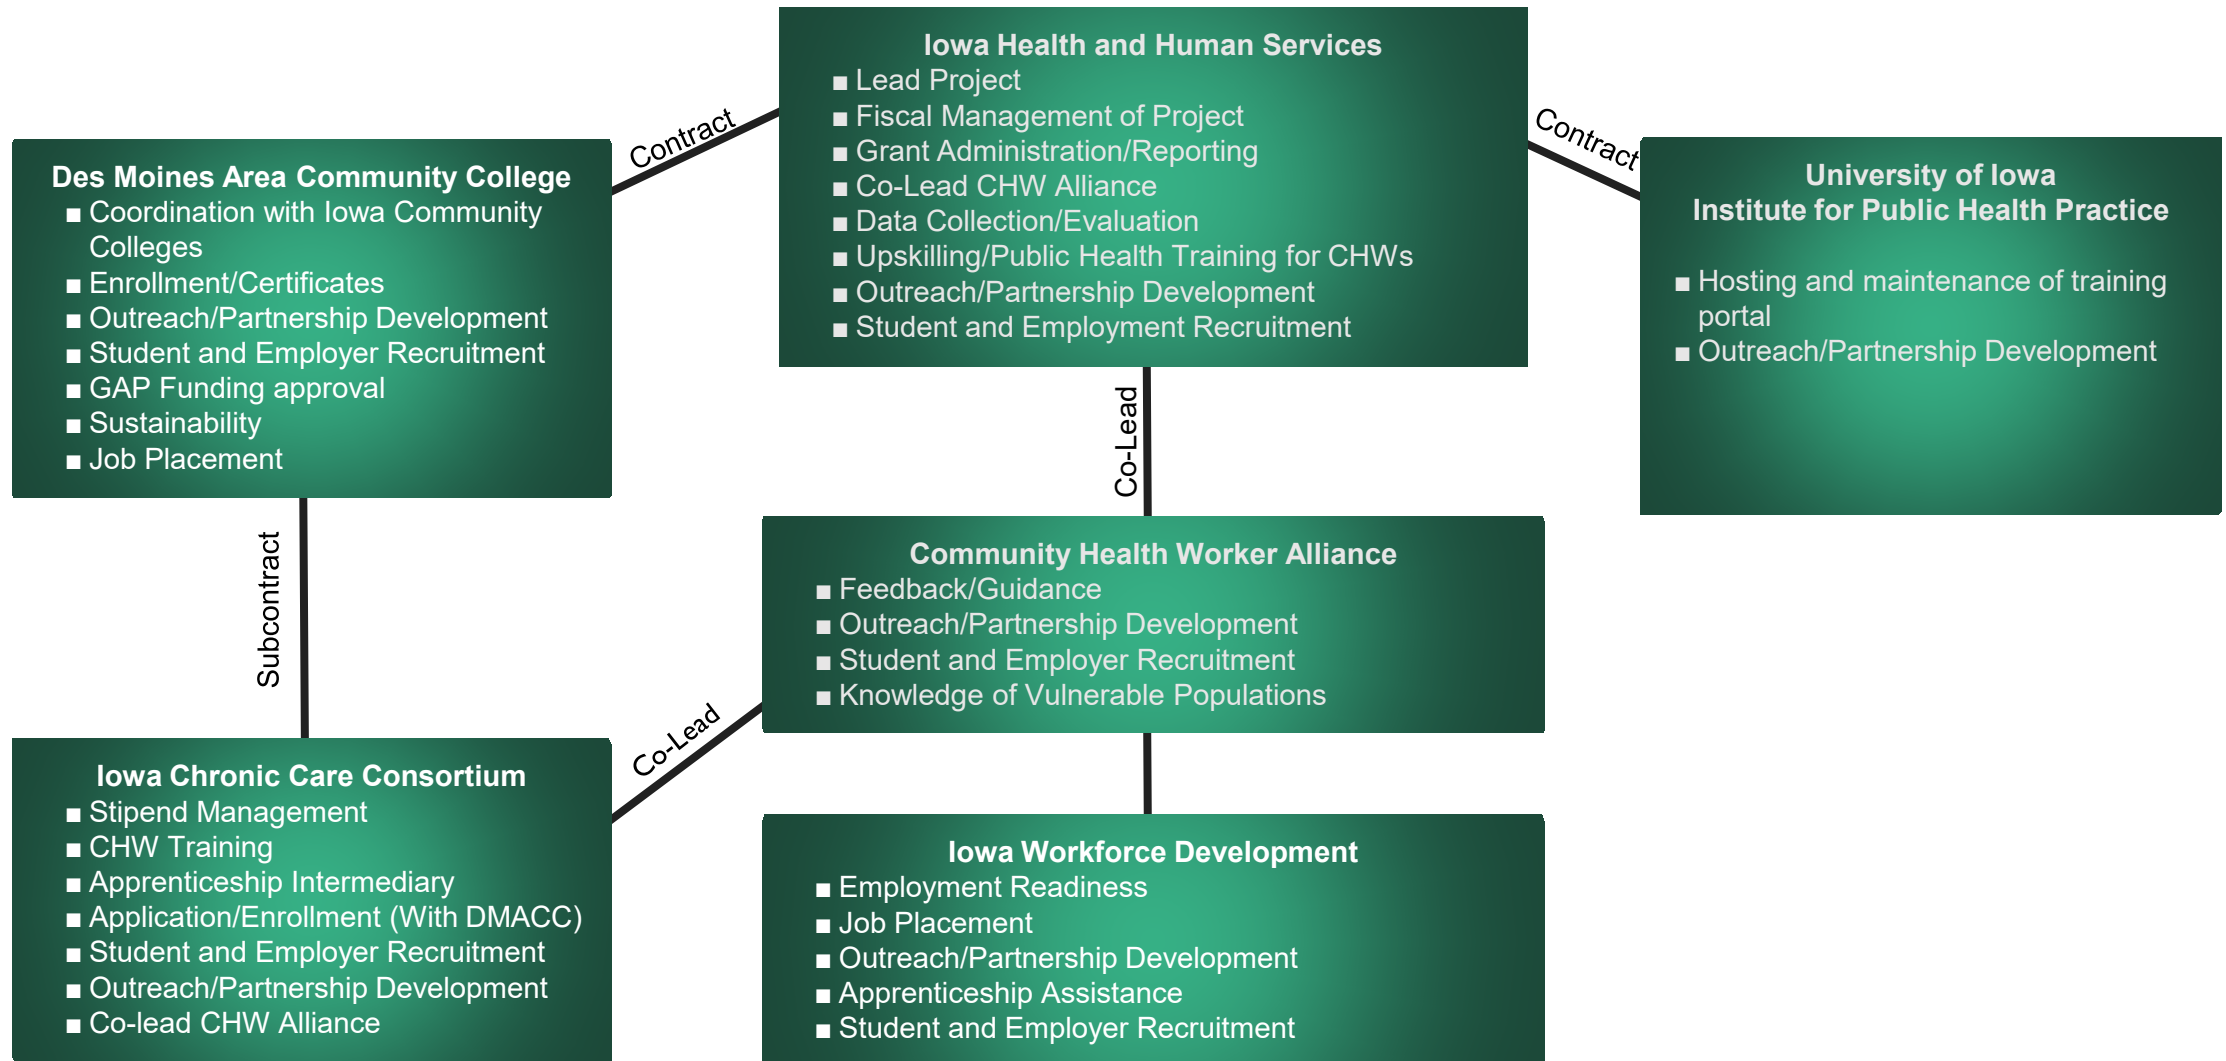 Iowa Health and Human Services
■ Lead Project
■ Fiscal Management of Project
■ Grant Administration/Reporting
■ Co-Lead CHW Alliance
■ Data Collection/Evaluation
■ Upskilling/Public Health Training for CHWs
■ Outreach/Partnership Development
■ Student and Employment Recruitment
Contract
Contract
Des Moines Area Community College
■ Coordination with Iowa Community
Colleges
■ Enrollment/Certificates
■ Outreach/Partnership Development
■ Student and Employer Recruitment
■ GAP Funding approval
■ Sustainability
■ Job Placement
University of Iowa
Institute for Public Health Practice
■ Hosting and maintenance of training
portal
■ Outreach/Partnership Development
Co-Lead
Subcontract
Community Health Worker Alliance
■ Feedback/Guidance
■ Outreach/Partnership Development
■ Student and Employer Recruitment
■ Knowledge of Vulnerable Populations
Co-Lead
Iowa Chronic Care Consortium
■ Stipend Management
■ CHW Training
■ Apprenticeship Intermediary
■ Application/Enrollment (With DMACC)
■ Student and Employer Recruitment
■ Outreach/Partnership Development
■ Co-lead CHW Alliance
Iowa Workforce Development
■ Employment Readiness
■ Job Placement
■ Outreach/Partnership Development
■ Apprenticeship Assistance
■ Student and Employer Recruitment